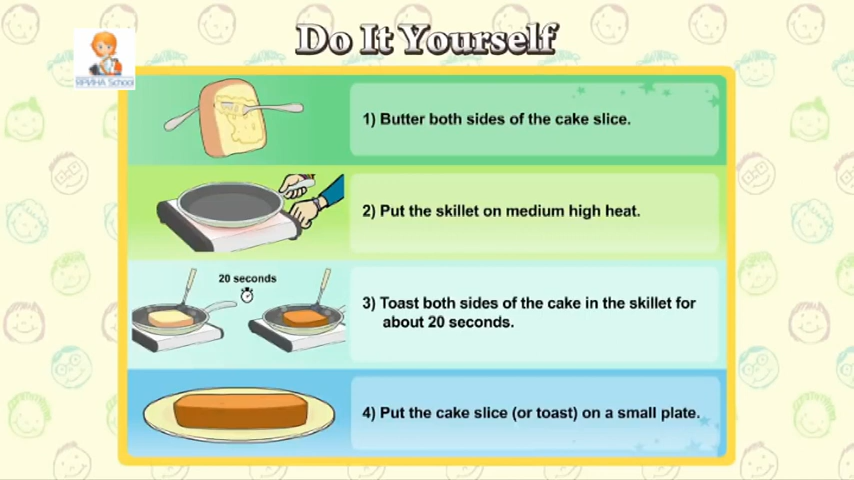 Do It Yourself
ЯРИНА School
1) Butter both sides of the cake slice.
2) Put the skillet on medium high heat.
20 seconds
3) Toast both sides of the cake in the skillet for
about 20 seconds.
4) Put the cake slice (or toast) on a small plate.